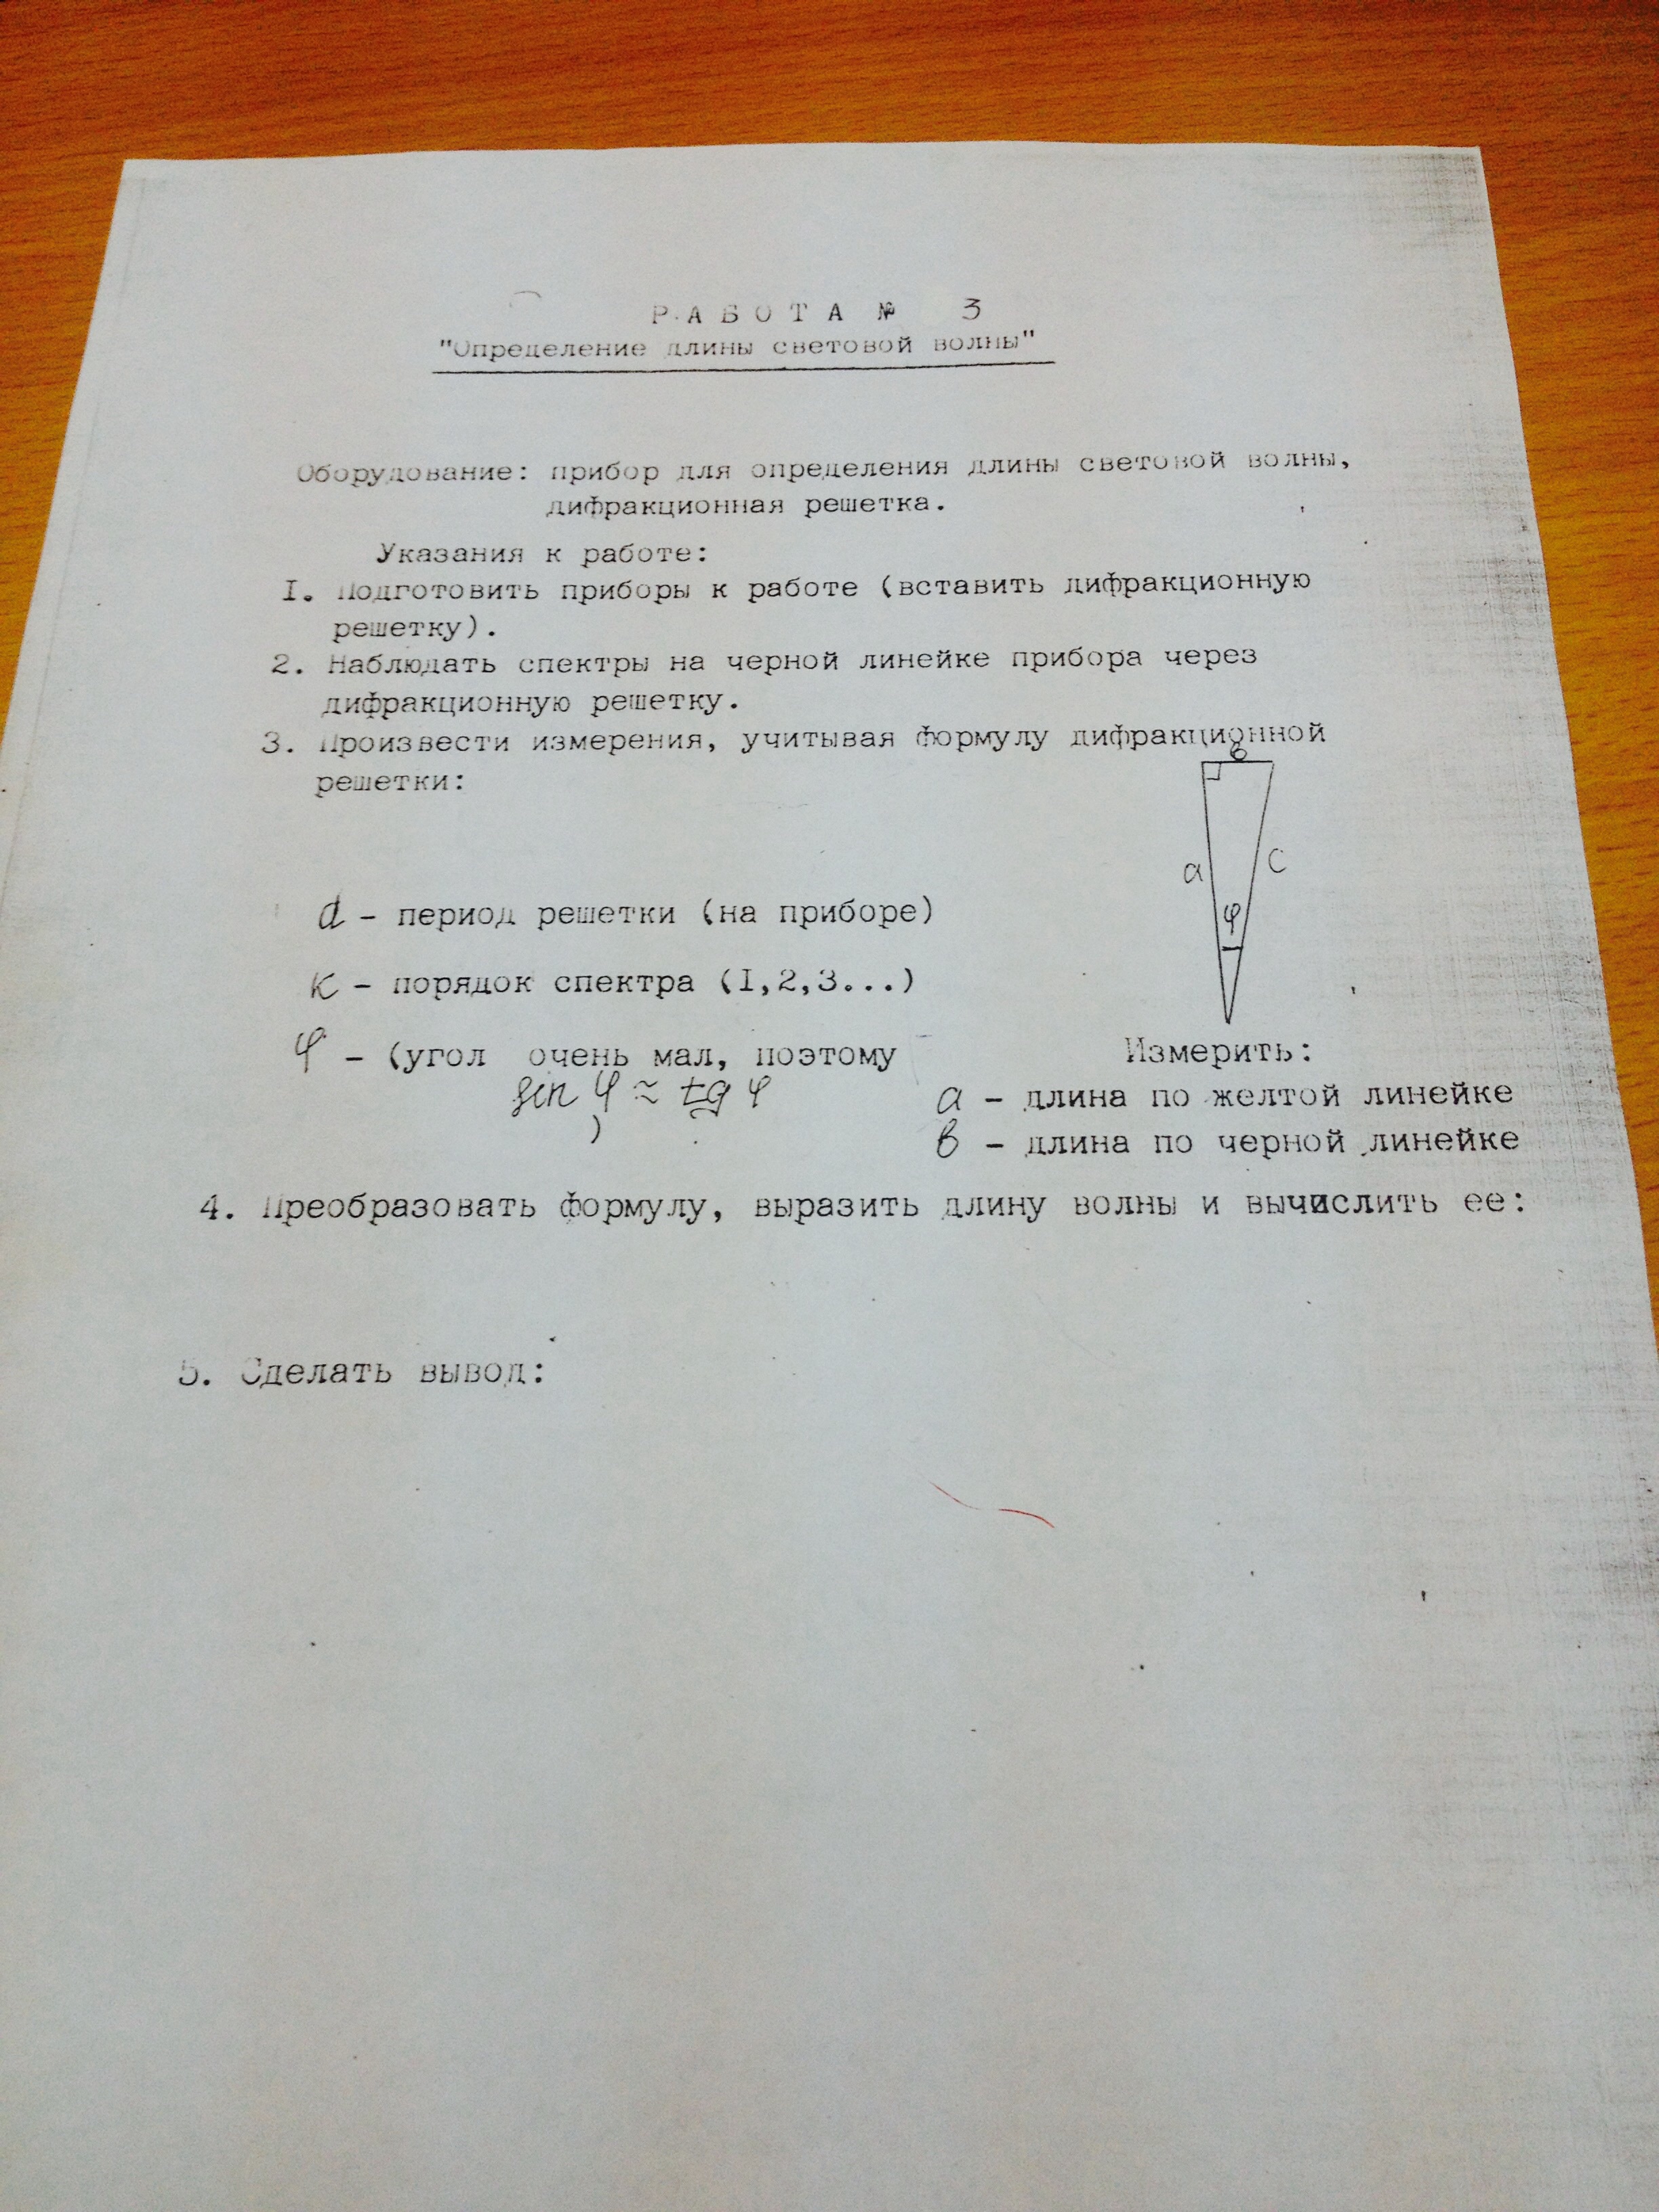 РАБОТА № 3
"Определение длины световой волны"
Оборудование: прибор для определения длины световой волны,
дифракционная решетка.
Указания к работе:
I. Подготовить приборы к работе (вставить дифракционную
решетку).
2. Наблюдать спектры на черной линейке прибора через
дифракционную решетку.
3. Произвести измерения, учитывая формулу дифракционной
решетки:
в
a
c
φ
d - период решетки (на приборе)
к - порядок спектра (I,2,3...)
φ - (угол очень мал, поэтому
sin φ ≈ tg φ
)
Измерить:
a - длина по желтой линейке
в - длина по черной линейке
4. Преобразовать формулу, выразить длину волны и вычислить ее:
5. Сделать вывод: